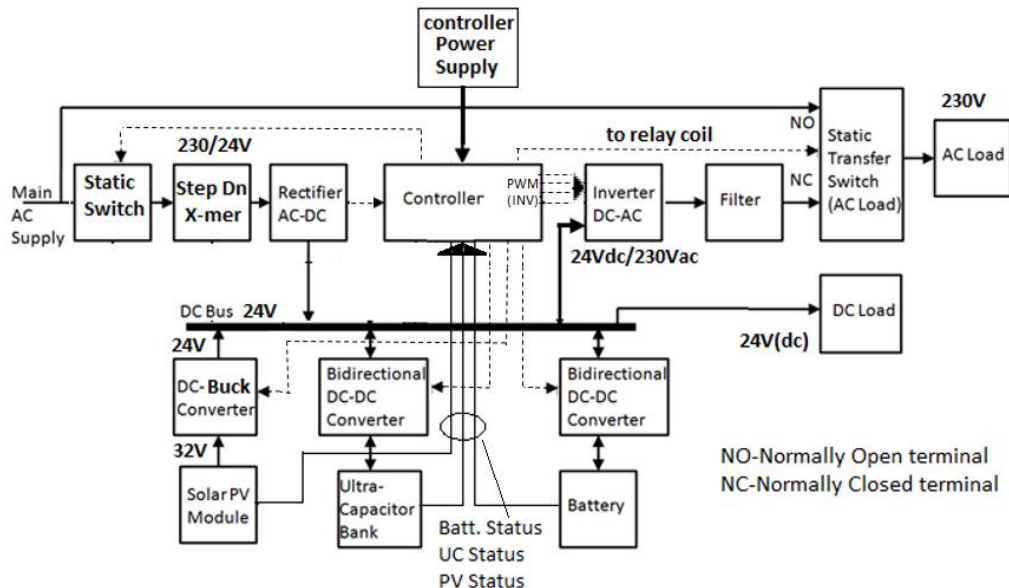 controller
Power
Supply
230V
NO
to relay coil
230/24V
Main
AC
Supply
Static
Switch
Step Dn
X-mer
Rectifier
AC-DC
Controller
PWM
(INV)
Inverter
DC-AC
Filter
NC
Static
Transfer
Switch
(AC Load)
AC Load
24Vdc/230Vac
DC Bus 24V
DC Load
24V(dc)
24V
DC-Buck
Converter
Bidirectional
DC-DC
Converter
Bidirectional
DC-DC
Converter
32V
Solar PV
Module
Ultra-
Capacitor
Bank
Battery
Batt. Status
UC Status
PV Status
NO-Normally Open terminal
NC-Normally Closed terminal